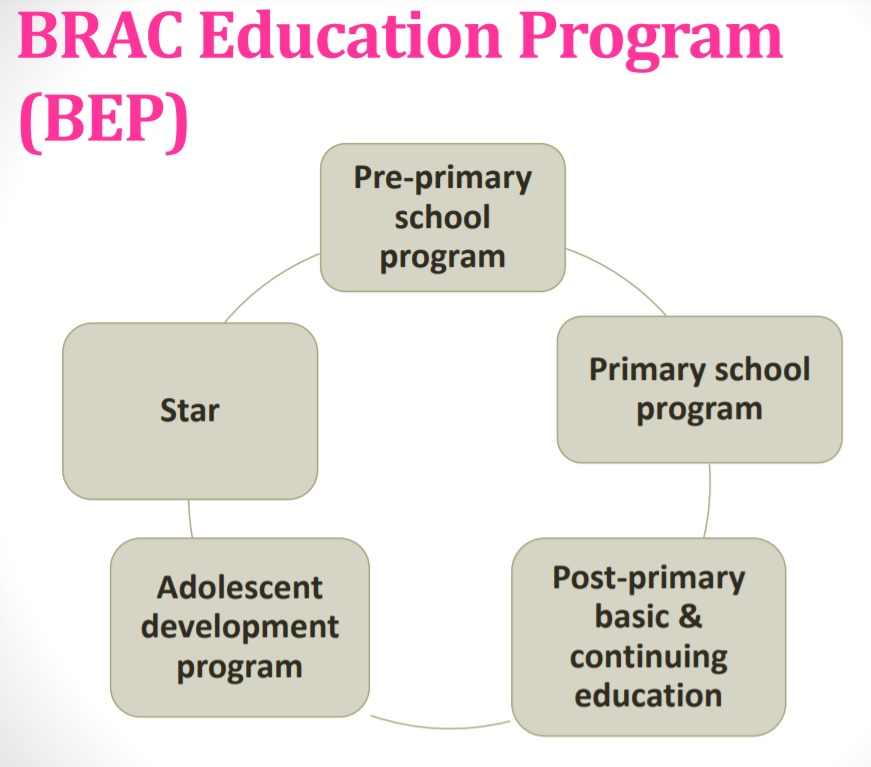 BRAC Education Program
(BEP)
Pre-primary
school
program
Primary school
program
Post-primary
basic &
continuing
education
Adolescent
development
program
Star